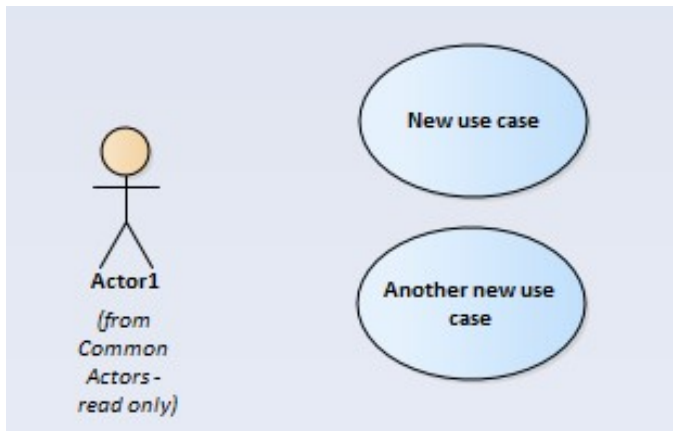 New use case
Actor1
(from
Common
Actors -
read only)
Another new use
case